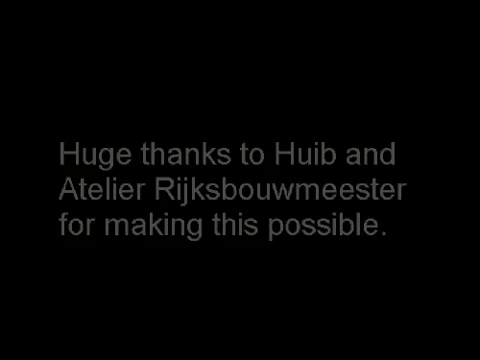 Huge thanks to Huib and
Atelier Rijksbouwmeester
for making this possible.